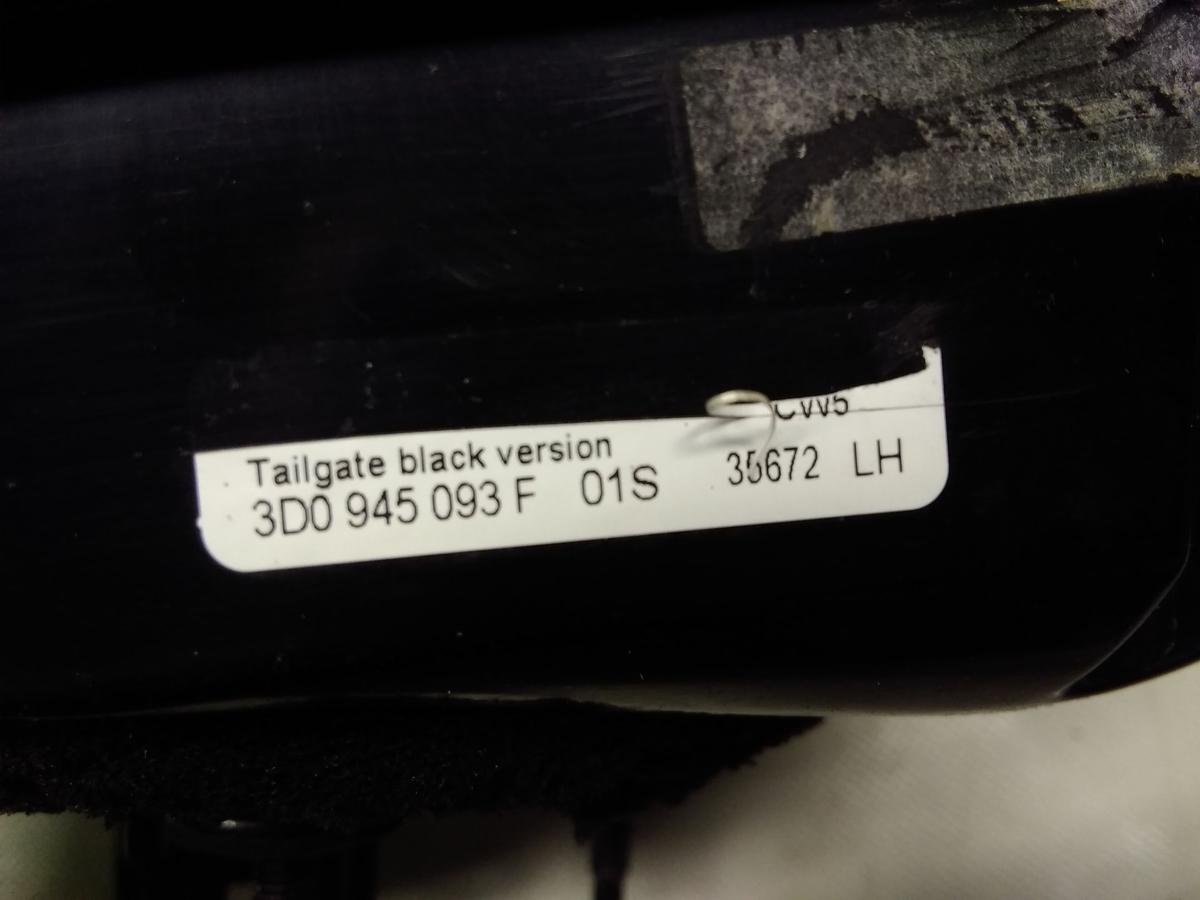 CW5
Tailgate black version
3D0 945 093 F 01S 35672 LH